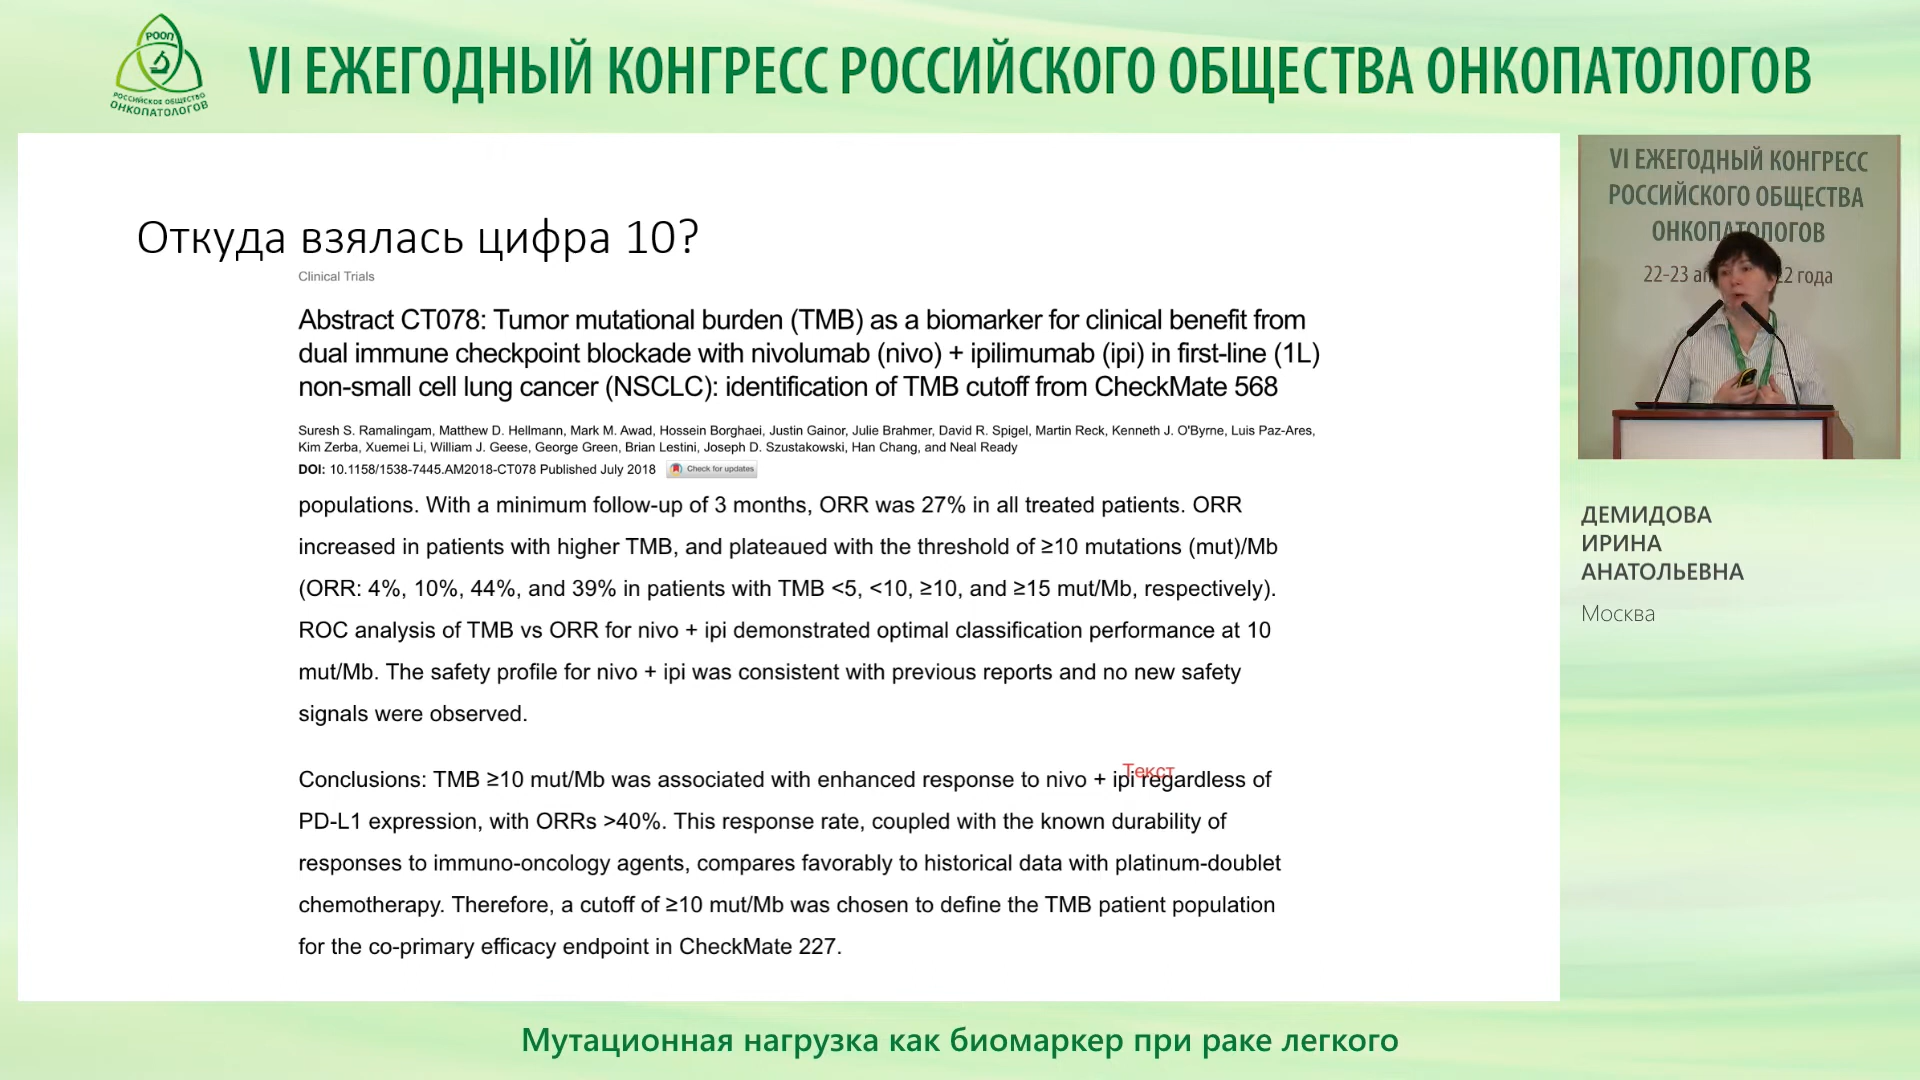 РООП
РОССИЙСКОЕ ОБЩЕСТВО
ОНКОПАТОЛОГОВ
VI ЕЖЕГОДНЫЙ КОНГРЕСС РОССИЙСКОГО ОБЩЕСТВА ОНКОПАТОЛОГОВ
Откуда взялась цифра 10?
Clinical Trials
Abstract CT078: Tumor mutational burden (TMB) as a biomarker for clinical benefit from
dual immune checkpoint blockade with nivolumab (nivo) + ipilimumab (ipi) in first-line (1L)
non-small cell lung cancer (NSCLC): identification of TMB cutoff from CheckMate 568
Suresh S. Ramalingam, Matthew D. Hellmann, Mark M. Awad, Hossein Borghaei, Justin Gainor, Julie Brahmer, David R. Spigel, Martin Reck, Kenneth J. O'Byrne, Luis Paz-Ares,
Kim Zerba, Xuemei Li, William J. Geese, George Green, Brian Lestini, Joseph D. Szustakowski, Han Chang, and Neal Ready
DOI: 10.1158/1538-7445.AM2018-CT078 Published July 2018 Check for updates
populations. With a minimum follow-up of 3 months, ORR was 27% in all treated patients. ORR
increased in patients with higher TMB, and plateaued with the threshold of ≥10 mutations (mut)/Mb
(ORR: 4%, 10%, 44%, and 39% in patients with TMB <5, <10, ≥10, and ≥15 mut/Mb, respectively).
ROC analysis of TMB vs ORR for nivo + ipi demonstrated optimal classification performance at 10
mut/Mb. The safety profile for nivo + ipi was consistent with previous reports and no new safety
signals were observed.
Текст
Conclusions: TMB ≥10 mut/Mb was associated with enhanced response to nivo + ipi regardless of
PD-L1 expression, with ORRs >40%. This response rate, coupled with the known durability of
responses to immuno-oncology agents, compares favorably to historical data with platinum-doublet
chemotherapy. Therefore, a cutoff of ≥10 mut/Mb was chosen to define the TMB patient population
for the co-primary efficacy endpoint in CheckMate 227.
VI ЕЖЕГОДНЫЙ КОНГРЕСС
РОССИЙСКОГО ОБЩЕСТВА
ОНКОПАТОЛОГОВ
22-23 года
ДЕМИДОВА
ИРИНА
АНАТОЛЬЕВНА
Москва
Мутационная нагрузка как биомаркер при раке легкого